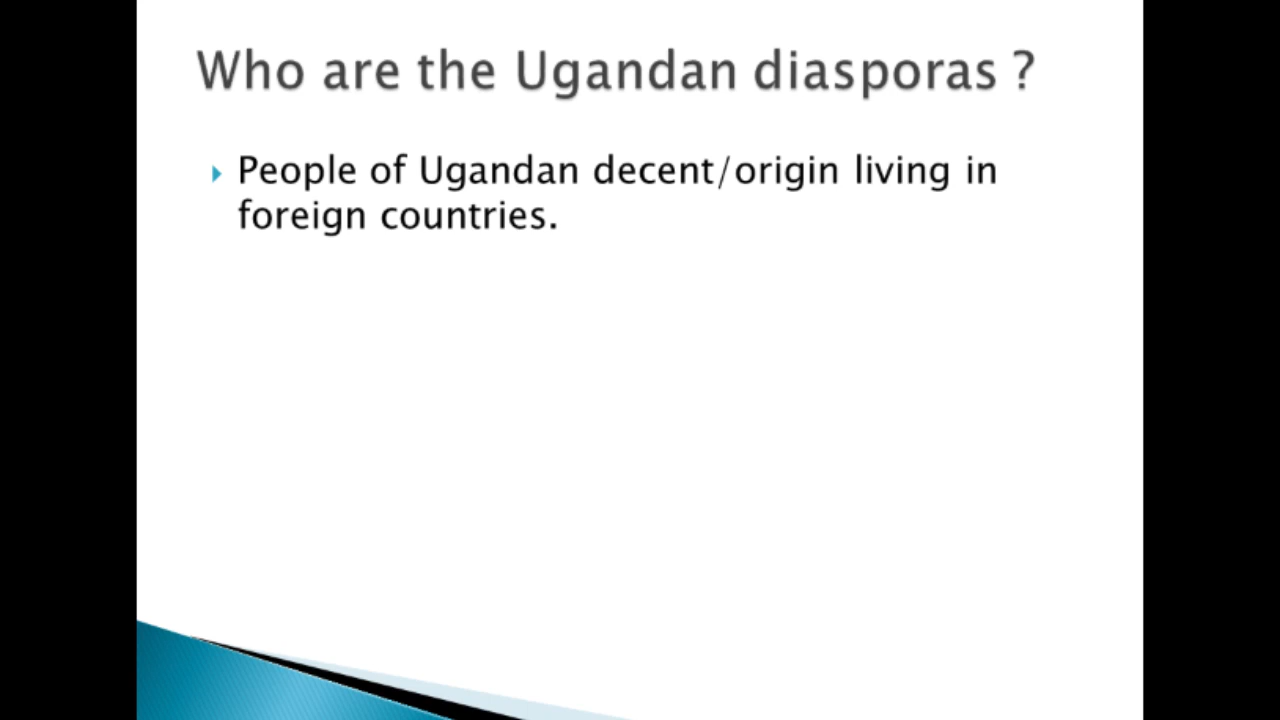 Who are the Ugandan diasporas ?
People of Ugandan decent/origin living in
foreign countries.